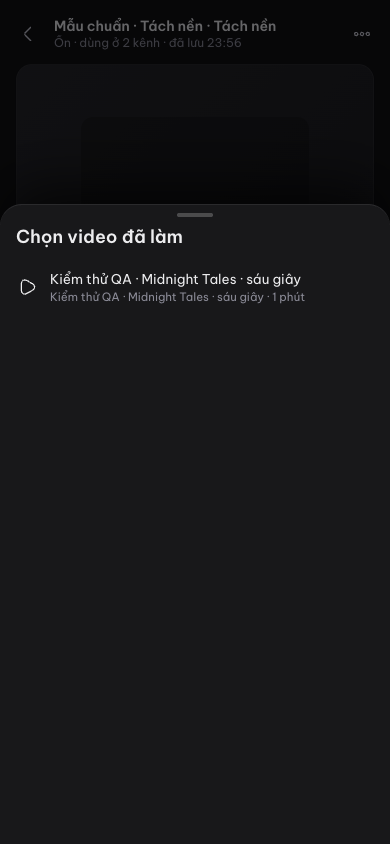 Mẫu chuẩn · Tách nền · Tách nền
Ổn · dùng ở 2 kênh · đã lưu 23:56
Chọn video đã làm
Kiểm thử QA · Midnight Tales · sáu giây
Kiểm thử QA · Midnight Tales · sáu giây · 1 phút